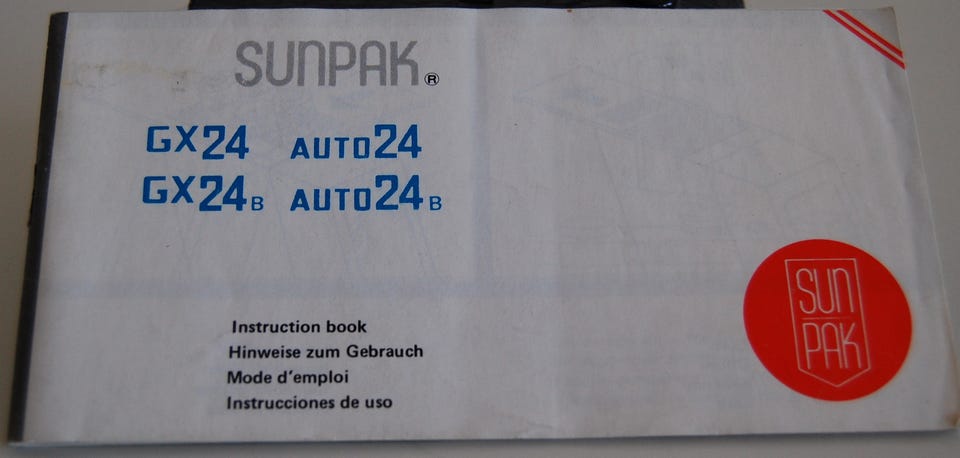 SUNPAK®
GX24 AUTO24
GX24B AUTO24B
Instruction book
Hinweise zum Gebrauch
Mode d'emploi
Instrucciones de uso
SUN
PAK